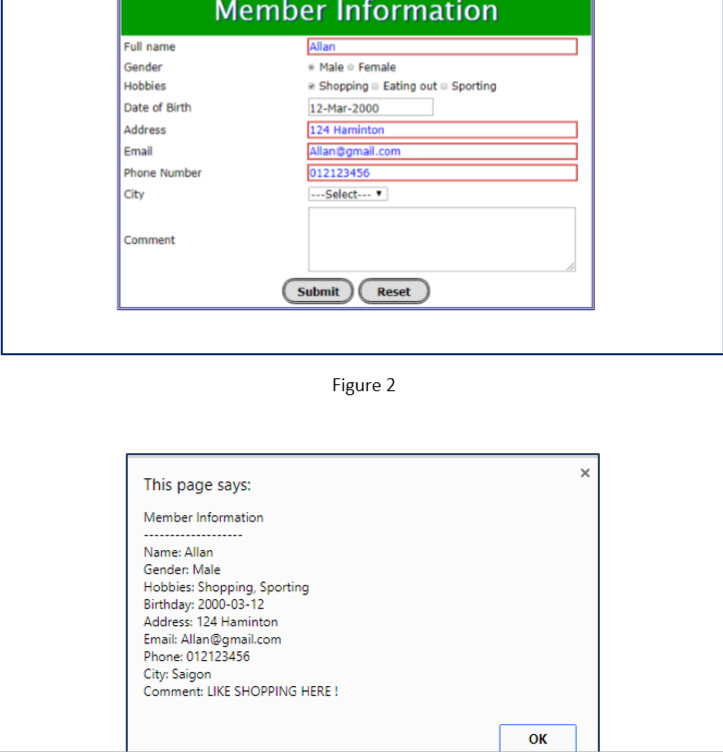 Member Information
Full name Allan
Gender Male Female
Hobbies Shopping Eating out Sporting
Date of Birth 12-Mar-2000
Address 124 Haminton
Email Allan@gmail.com
Phone Number 012123456
City ---Select---
Comment
Submit Reset
Figure 2
This page says:
Member Information
-------------------
Name: Allan
Gender: Male
Hobbies: Shopping, Sporting
Birthday: 2000-03-12
Address: 124 Haminton
Email: Allan@gmail.com
Phone: 012123456
City: Saigon
Comment: LIKE SHOPPING HERE !
OK